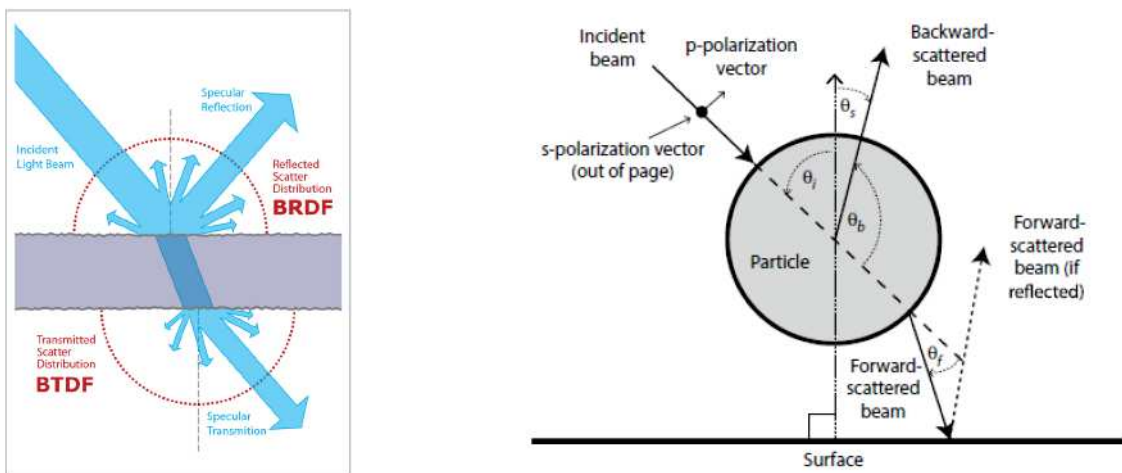 Specular
Reflection
Incident
Light Beam
Reflected
Scatter
Distribution
BRDF
Transmitted
Scatter
Distribution
BTDF
Specular
Transmition
Incident
beam
p-polarization
vector
Backward-
scattered
beam
s-polarization vector
(out of page)
θs
θi
θb
Particle
Forward-
scattered
beam (if
reflected)
θf
Forward-
scattered
beam
Surface